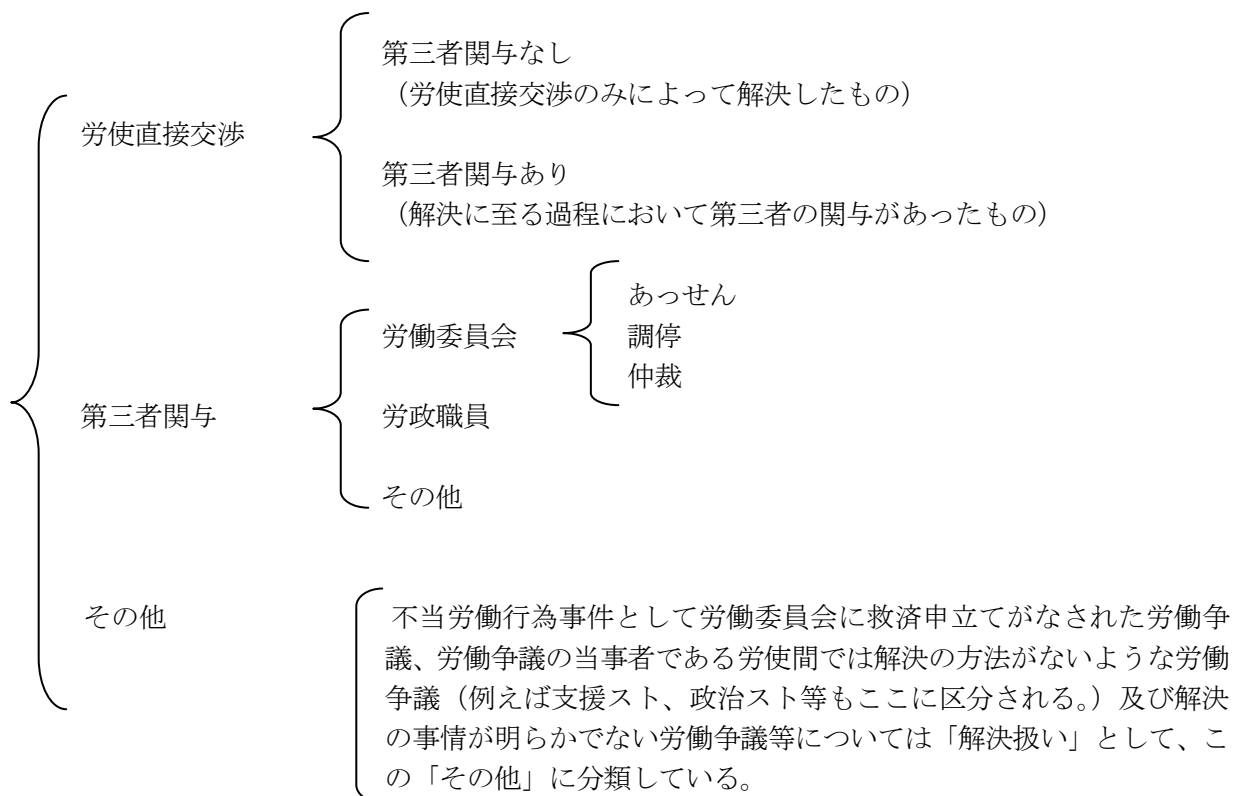 第三者関与なし
（労使直接交渉のみによって解決したもの）
労使直接交渉
第三者関与あり
（解決に至る過程において第三者の関与があったもの）
あっせん
労働委員会
調停
仲裁
第三者関与
労政職員
その他
その他
不当労働行為事件として労働委員会に救済申立てがなされた労働争
議、労働争議の当事者である労使間では解決の方法がないような労働
争議（例えば支援スト、政治スト等もここに区分される。）及び解決
の事情が明らかでない労働争議等については「解決扱い」として、こ
の「その他」に分類している。